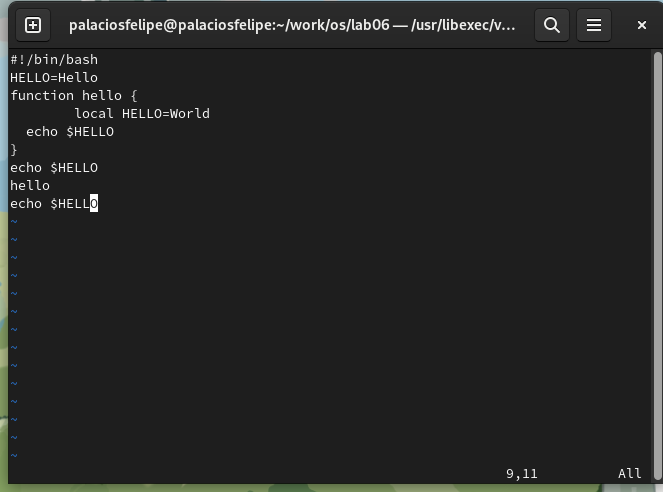 palaciosfelipe@palaciosfelipe:~/work/os/lab06 — /usr/libexec/v…
#!/bin/bash
HELLO=Hello
function hello {
        local HELLO=World
  echo $HELLO
}
echo $HELLO
hello
echo $HELLO
~
~
~
~
~
~
~
~
~
~
~
~
~
~
9,11 All